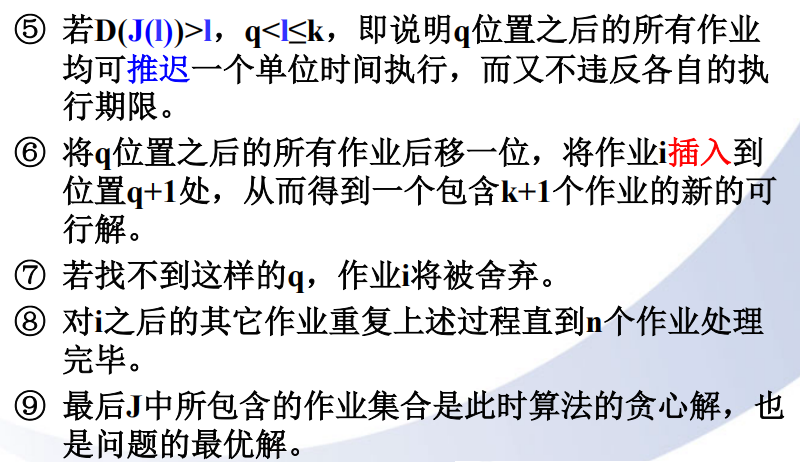 ⑤ 若D(J(l))>l，q<l≤k，即说明q位置之后的所有作业
均可推迟一个单位时间执行，而又不违反各自的执
行期限。
⑥ 将q位置之后的所有作业后移一位，将作业i插入到
位置q+1处，从而得到一个包含k+1个作业的新的可
行解。
⑦ 若找不到这样的q，作业i将被舍弃。
⑧ 对i之后的其它作业重复上述过程直到n个作业处理
完毕。
⑨ 最后J中所包含的作业集合是此时算法的贪心解，也
是问题的最优解。